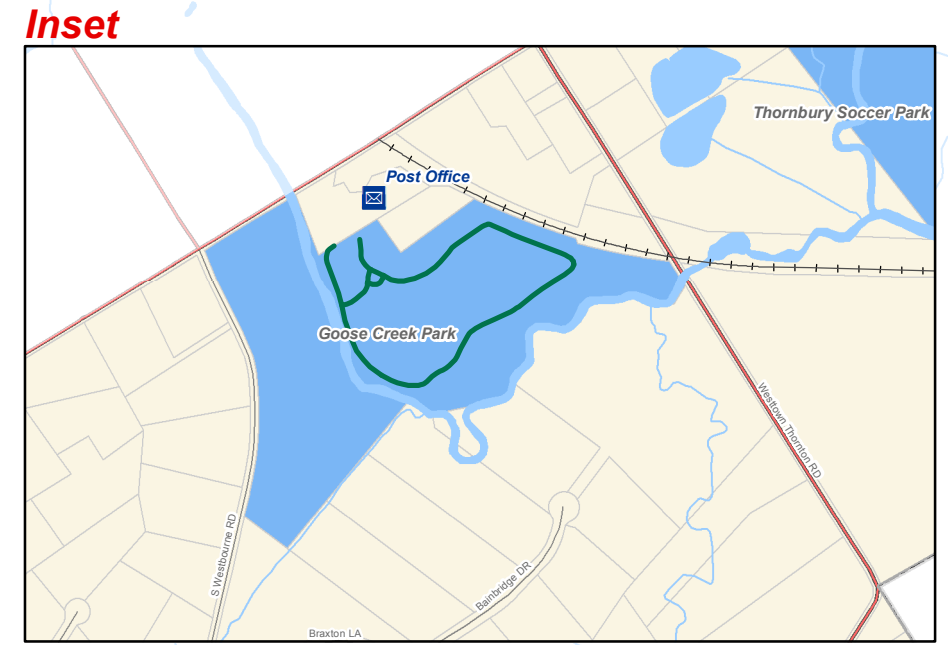 Inset
Thornbury Soccer Park
Post Office
Goose Creek Park
Westtown Thornton RD
S Westbourne RD
Bainbridge DR
Braxton LA